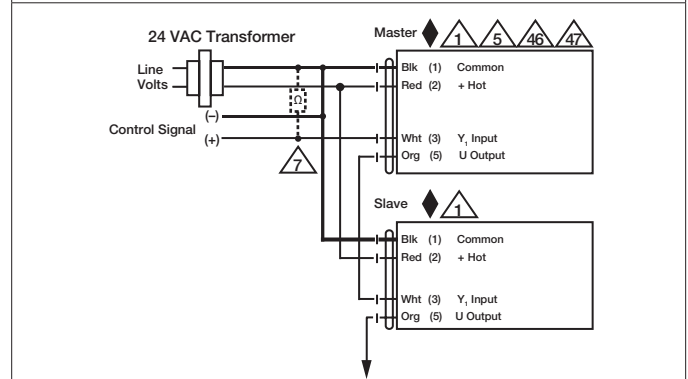 24 VAC Transformer
Line
Volts
(–)
Control Signal
(+)
Ω
7
Master 1 5 46 47
Blk (1) Common
Red (2) + Hot
Wht (3) Y₁ Input
Org (5) U Output
Slave 1
Blk (1) Common
Red (2) + Hot
Wht (3) Y₁ Input
Org (5) U Output